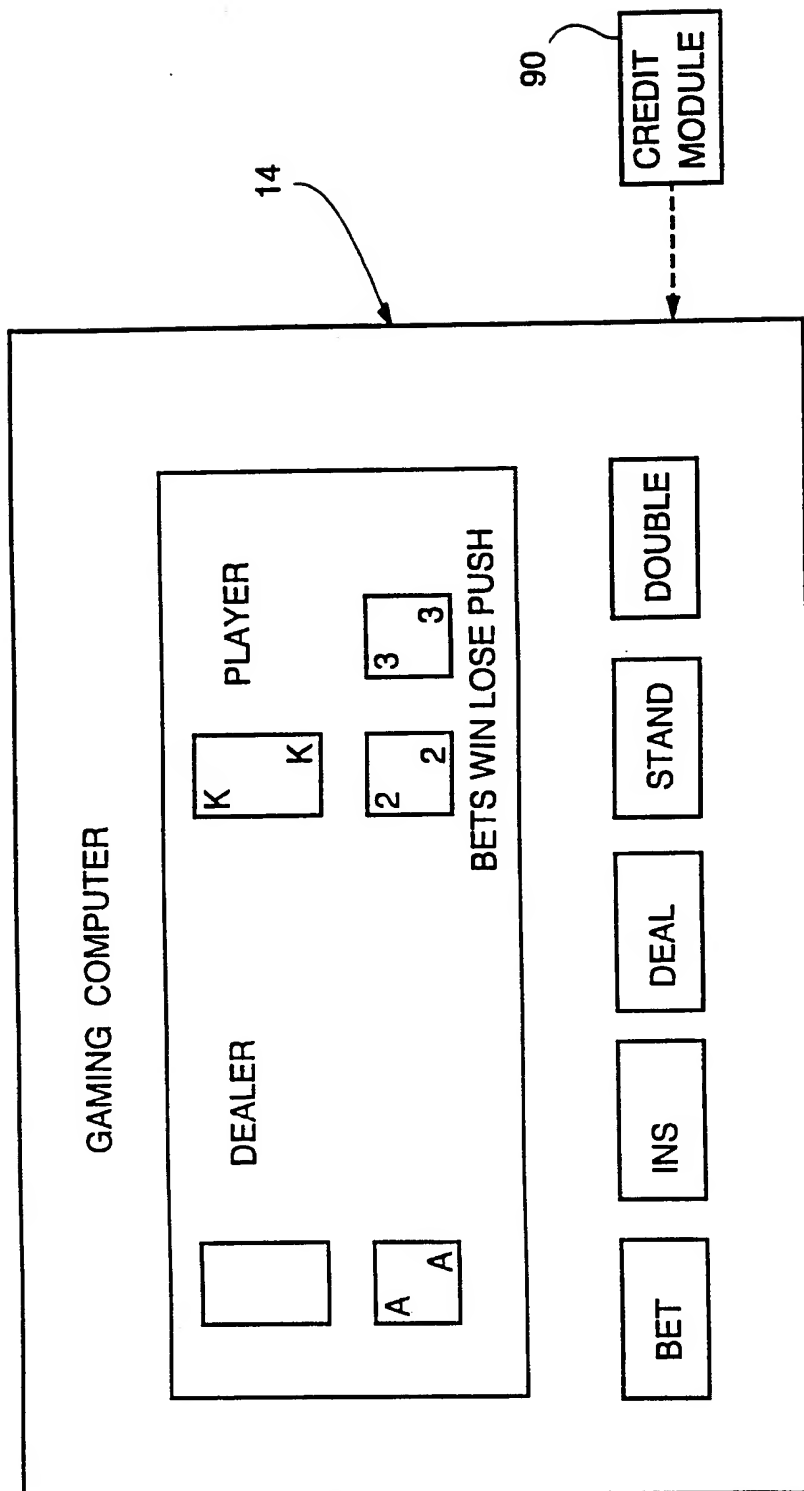 GAMING COMPUTER
14
DEALER
PLAYER
K
K
A
A
2
2
3
3
BETS WIN LOSE PUSH
BET
INS
DEAL
STAND
DOUBLE
90
CREDIT
MODULE